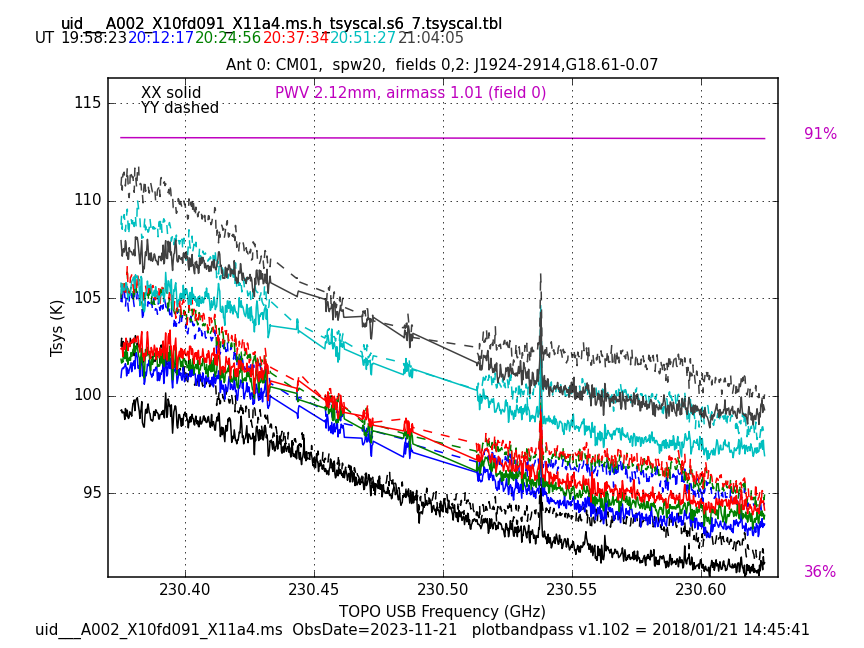 uid___A002_X10fd091_X11a4.ms.h_tsyscal.s6_7.tsyscal.tbl
UT 19:58:23 20:12:17 20:24:56 20:37:34 20:51:27 21:04:05
Ant 0: CM01,  spw20,  fields 0,2: J1924-2914,G18.61-0.07
XX solid
PWV 2.12mm, airmass 1.01 (field 0)
YY dashed
115
91%
110
105
Tsys (K)
100
95
36%
230.40 230.45 230.50 230.55 230.60
TOPO USB Frequency (GHz)
uid___A002_X10fd091_X11a4.ms  ObsDate=2023-11-21   plotbandpass v1.102 = 2018/01/21 14:45:41